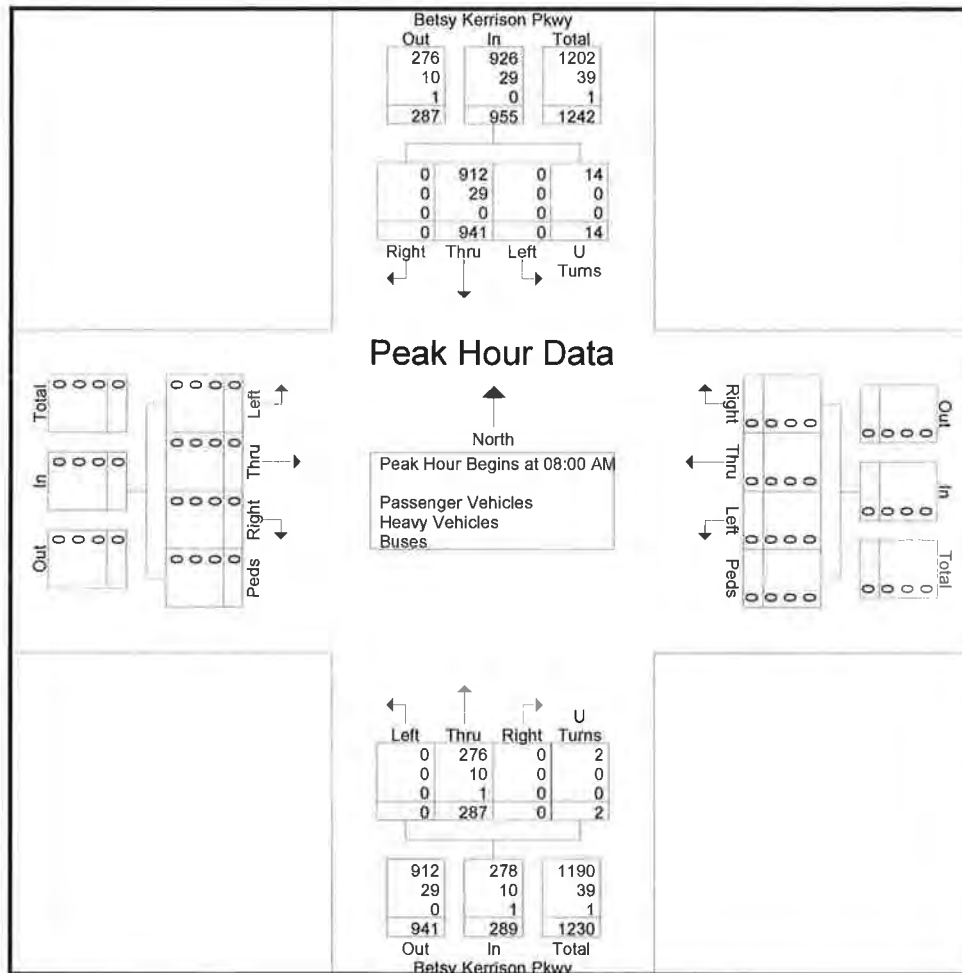 Betsy Kerrison Pkwy
Out In Total
276 926 1202
10 29 39
1 0 1
287 955 1242
0 912 0 14
0 29 0 0
0 0 0 0
0 941 0 14
Right Thru Left U Turns
Peak Hour Data
North
Peak Hour Begins at 08:00 AM
Passenger Vehicles
Heavy Vehicles
Buses
Total
0 0 0 0
In
0 0 0 0
Out
0 0 0 0
Left
0 0 0 0
Thru
0 0 0 0
Right
0 0 0 0
Peds
0 0 0 0
Right
0 0 0 0
Thru
0 0 0 0
Left
0 0 0 0
Peds
0 0 0 0
Out
0 0 0 0
In
0 0 0 0
Total
0 0 0 0
Left Thru Right U Turns
0 276 0 2
0 10 0 0
0 1 0 0
0 287 0 2
912 278 1190
29 10 39
0 1 1
941 289 1230
Out In Total
Betsy Kerrison Pkwy